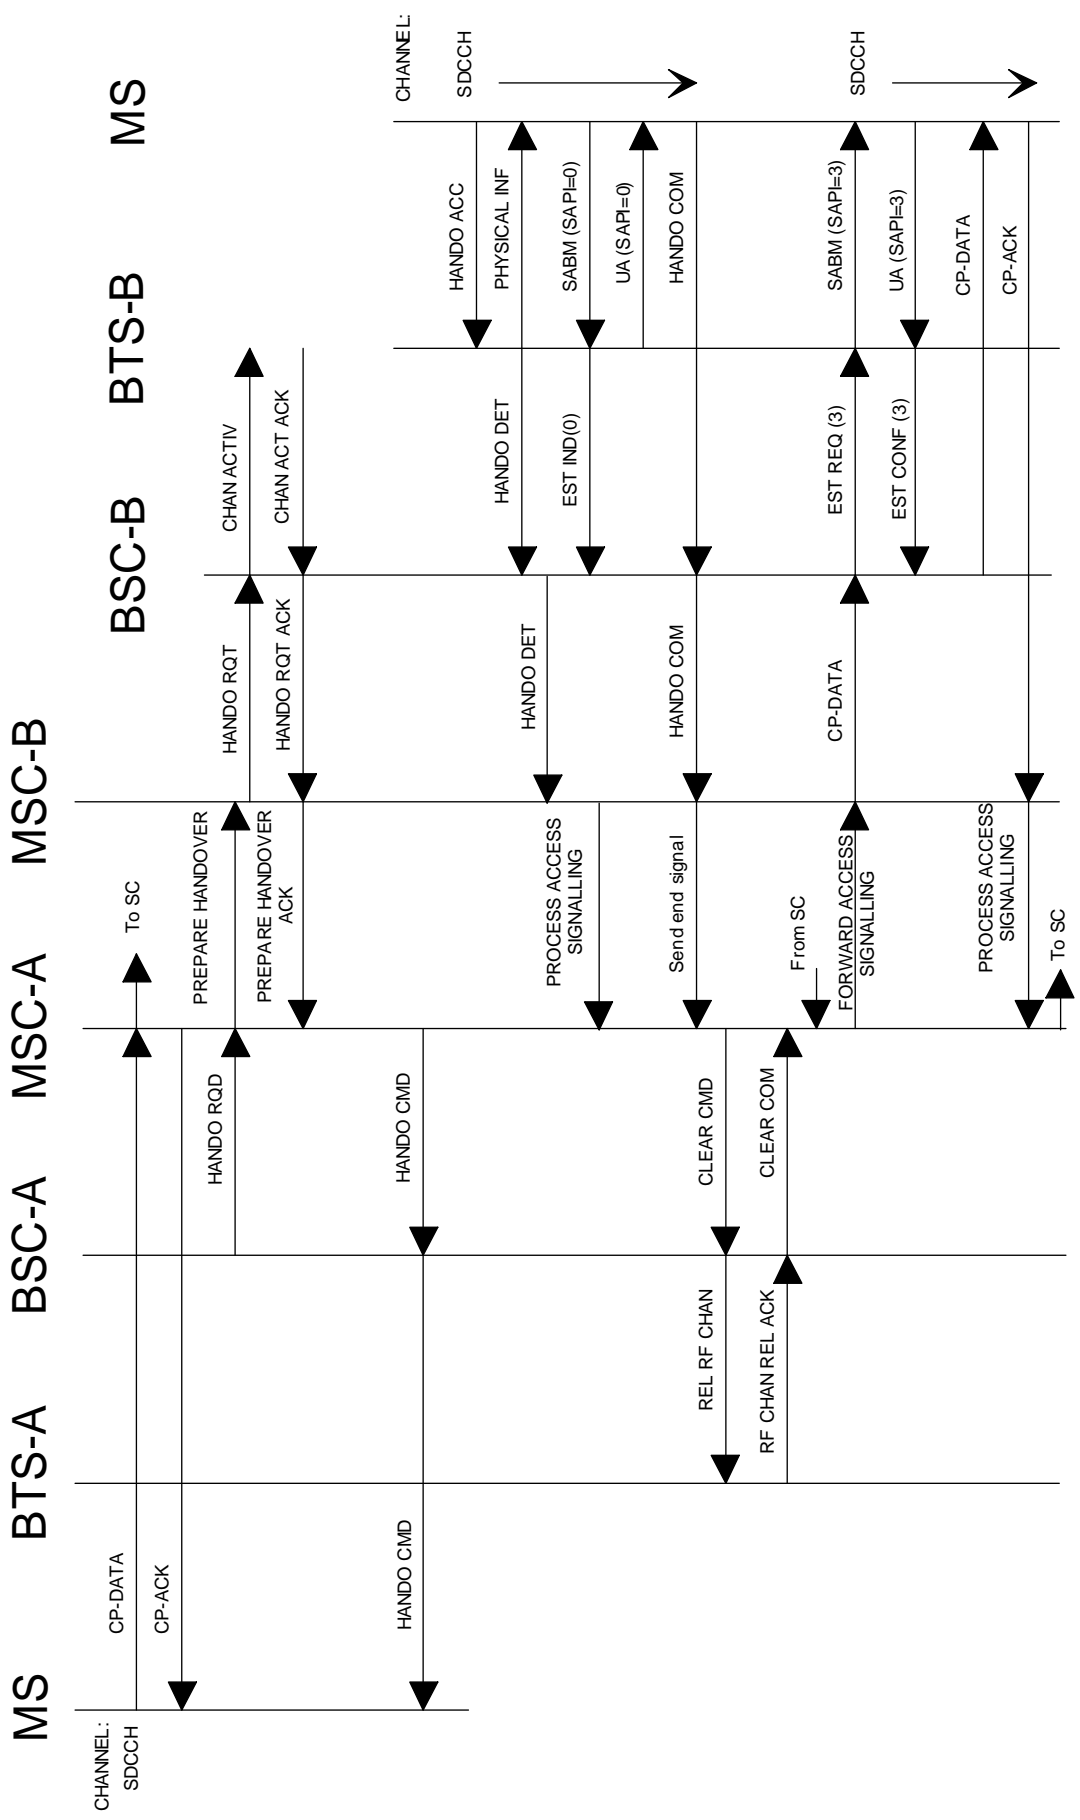 MS
BTS-A
BSC-A
MSC-A
MSC-B
BSC-B
BTS-B
MS
CHANNEL:
SDCCH
CP-DATA
To SC
CP-ACK
HANDO RQD
PREPARE HANDOVER
HANDO RQT
CHAN ACTIV
CHAN ACT ACK
HANDO RQT ACK
PREPARE HANDOVER
ACK
HANDO CMD
HANDO CMD
CHANNEL:
SDCCH
HANDO ACC
PHYSICAL INF
HANDO DET
HANDO DET
PROCESS ACCESS
SIGNALLING
SABM (SAPI=0)
EST IND(0)
UA (SAPI=0)
HANDO COM
HANDO COM
Send end signal
CLEAR CMD
REL RF CHAN
RF CHAN REL ACK
CLEAR COM
From SC
FORWARD ACCESS
SIGNALLING
CP-DATA
EST REQ (3)
SABM (SAPI=3)
SDCCH
UA (SAPI=3)
EST CONF (3)
CP-DATA
CP-ACK
PROCESS ACCESS
SIGNALLING
To SC